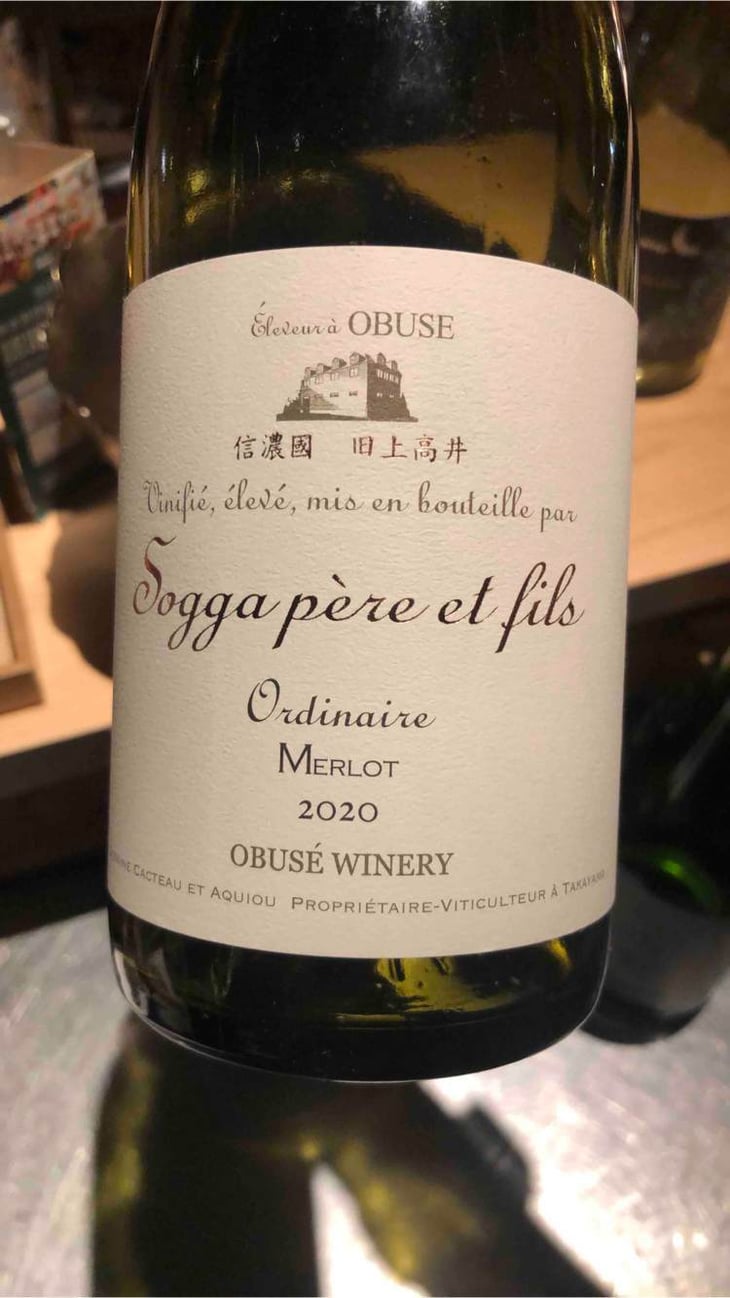 Éleveur à OBUSE
信濃國 旧上高井
Vinifié, élevé, mis en bouteille par
Sogga père et fils
Ordinaire
MERLOT
2020
OBUSÉ WINERY
CACTEAU ET AQUIOU PROPRIÉTAIRE-VITICULTEUR À TAKAYAMA